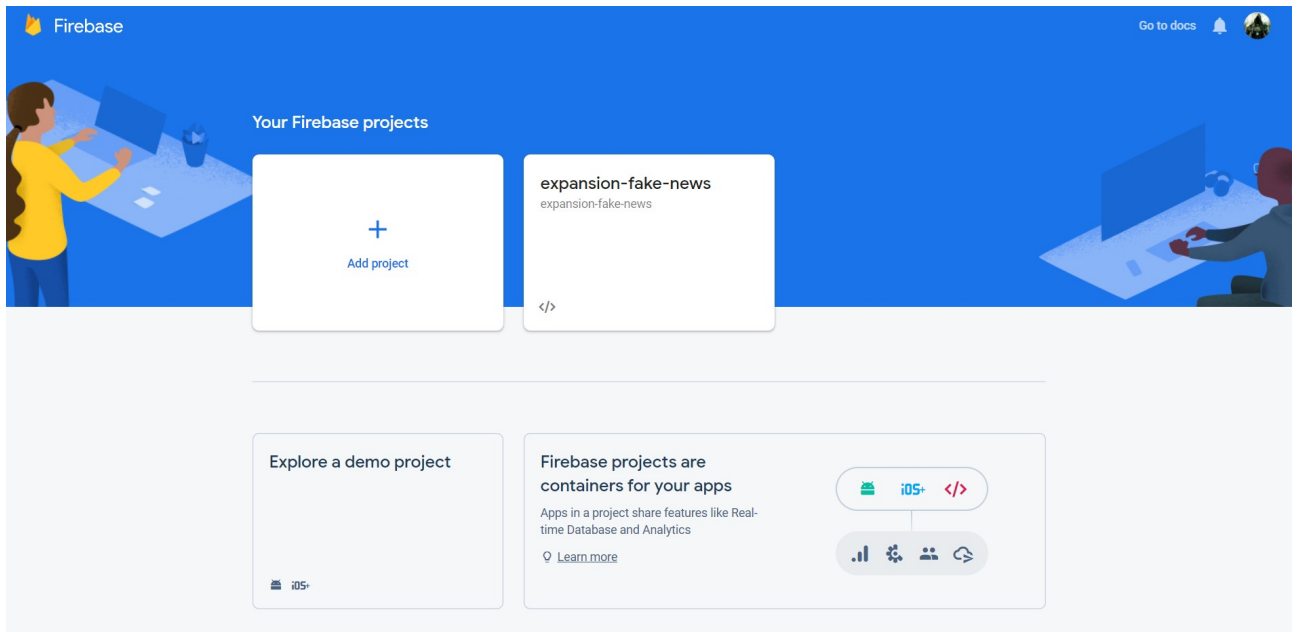 Firebase
Go to docs
Your Firebase projects
Add project
expansion-fake-news
expansion-fake-news
Explore a demo project
iOS+
Firebase projects are
containers for your apps
Apps in a project share features like Real-
time Database and Analytics
Learn more
iOS+